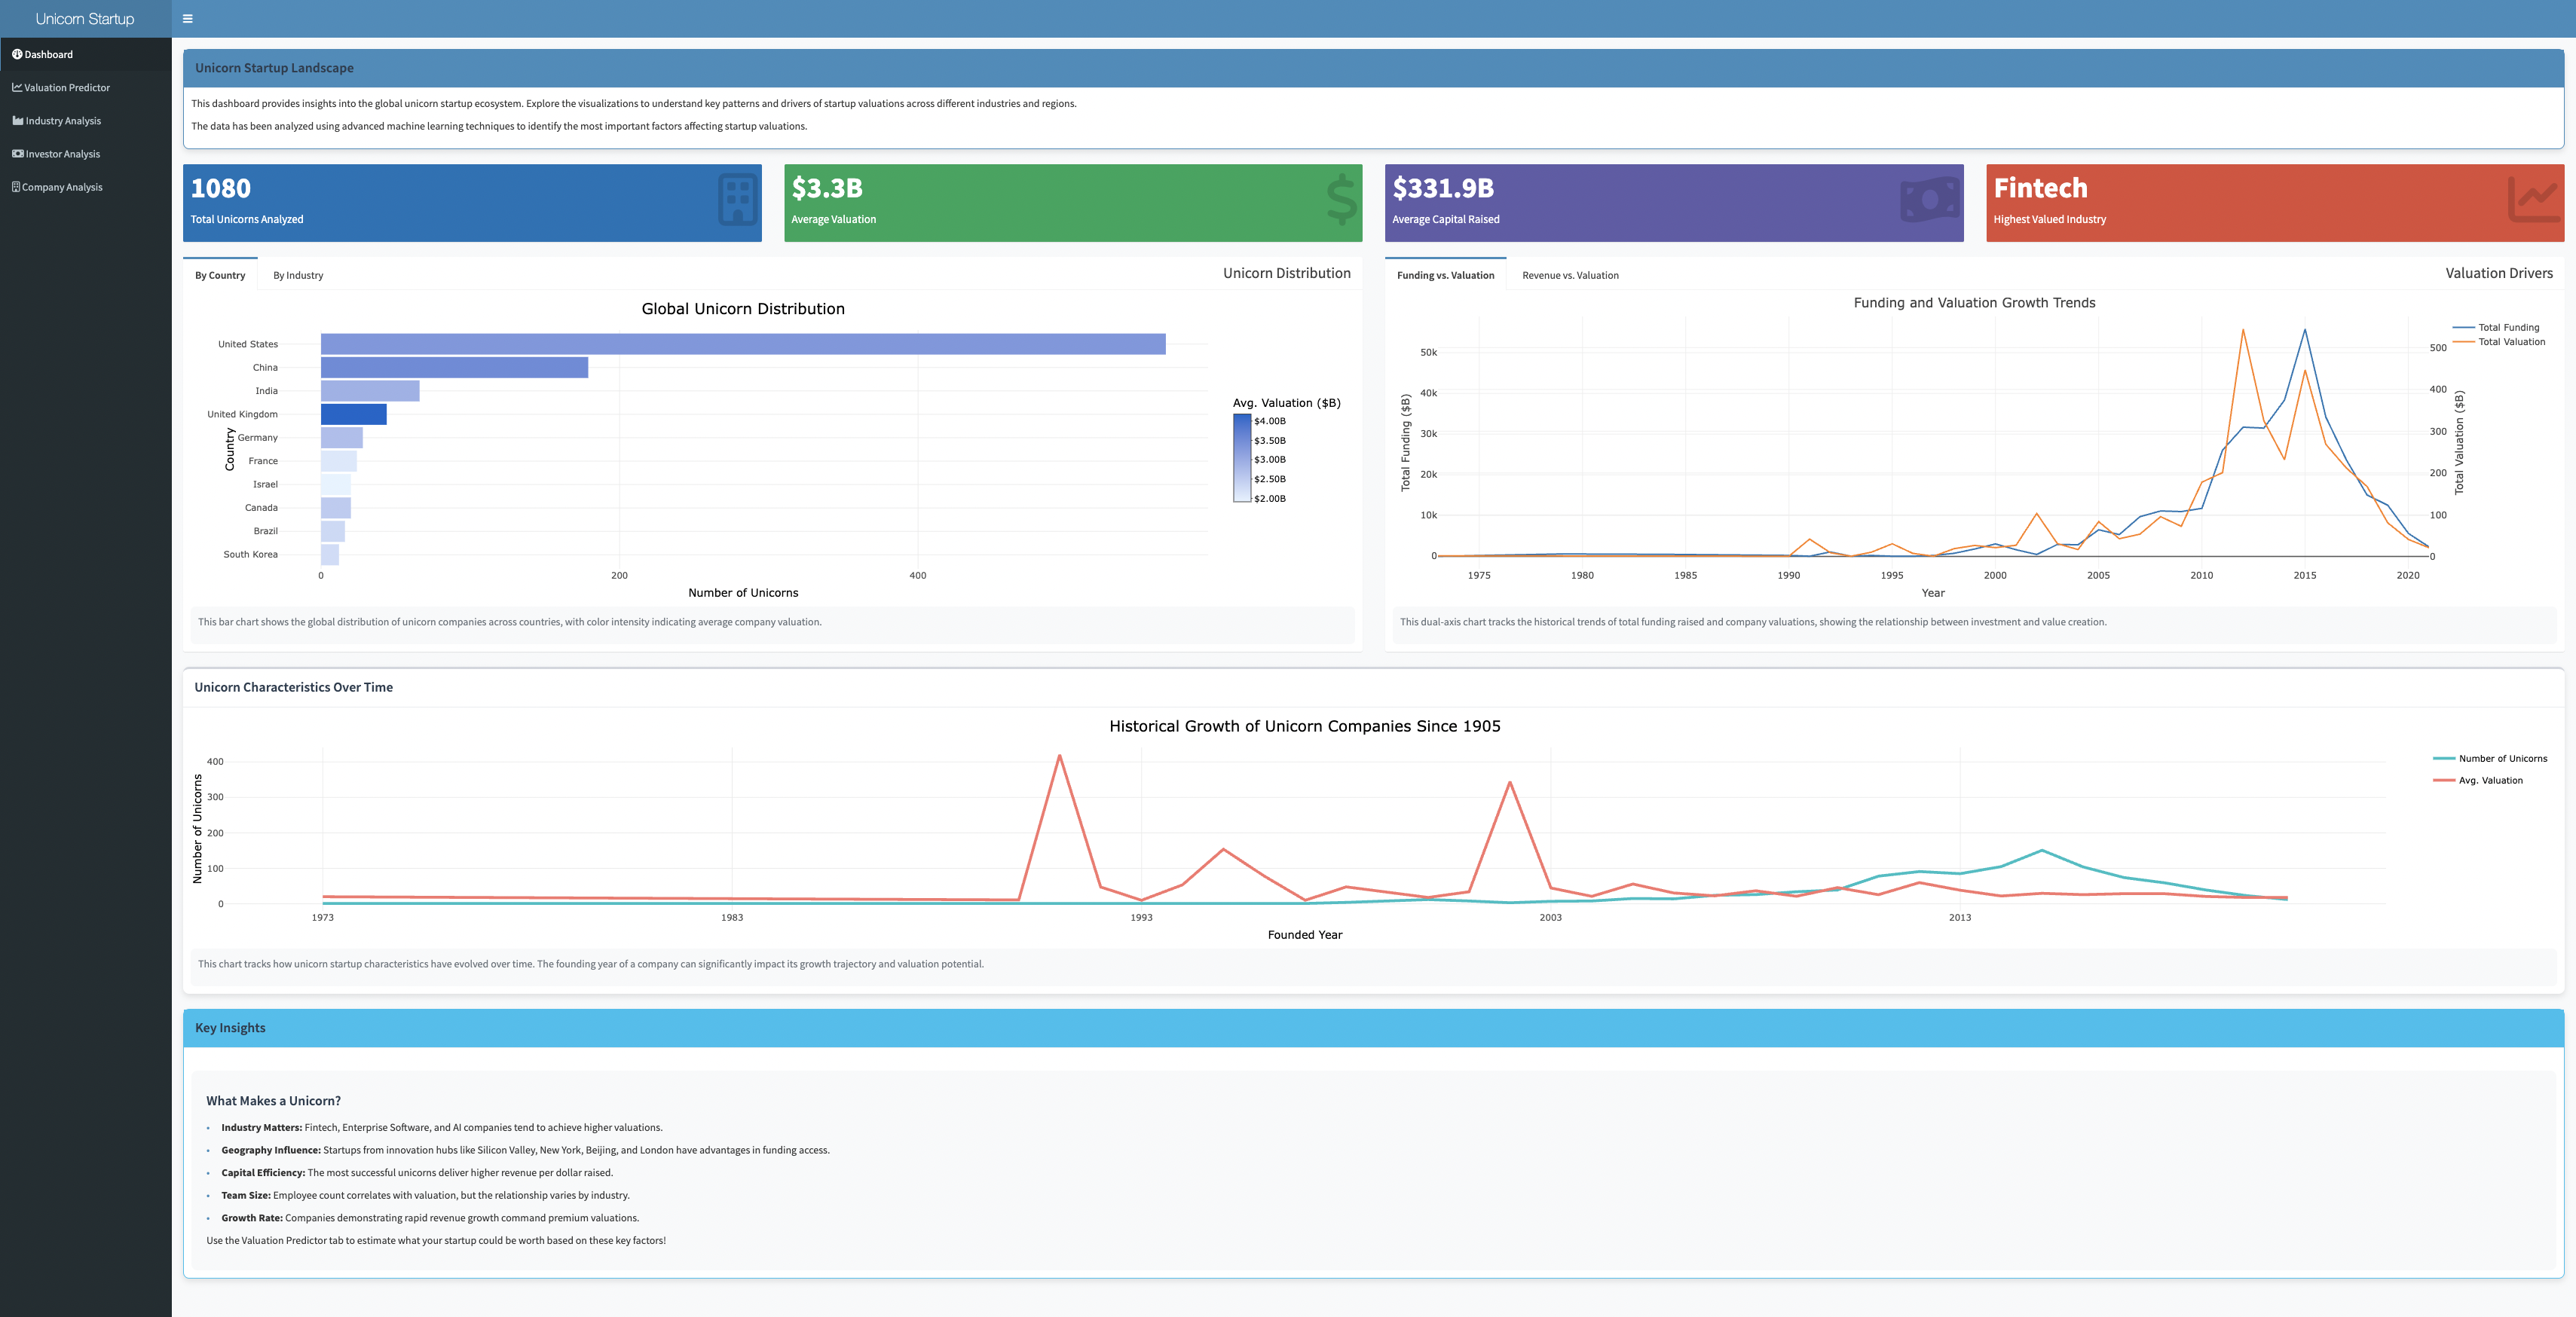 Unicorn Startup
Dashboard
Valuation Predictor
Industry Analysis
Investor Analysis
Company Analysis
Unicorn Startup Landscape
This dashboard provides insights into the global unicorn startup ecosystem. Explore the visualizations to understand key patterns and drivers of startup valuations across different industries and regions.
The data has been analyzed using advanced machine learning techniques to identify the most important factors affecting startup valuations.
1080
Total Unicorns Analyzed
$3.3B
Average Valuation
$331.9B
Average Capital Raised
Fintech
Highest Valued Industry
By Country
By Industry
Unicorn Distribution
Global Unicorn Distribution
United States
China
India
United Kingdom
Germany
France
Israel
Canada
Brazil
South Korea
Country
0
200
400
Number of Unicorns
Avg. Valuation ($B)
$4.00B
$3.50B
$3.00B
$2.50B
$2.00B
This bar chart shows the global distribution of unicorn companies across countries, with color intensity indicating average company valuation.
Funding vs. Valuation
Revenue vs. Valuation
Valuation Drivers
Funding and Valuation Growth Trends
Total Funding
Total Valuation
Total Funding ($B)
50k
40k
30k
20k
10k
0
500
400
300
200
100
0
Total Valuation ($B)
1975
1980
1985
1990
1995
2000
2005
2010
2015
2020
Year
This dual-axis chart tracks the historical trends of total funding raised and company valuations, showing the relationship between investment and value creation.
Unicorn Characteristics Over Time
Historical Growth of Unicorn Companies Since 1905
Number of Unicorns
400
300
200
100
0
1973
1983
1993
2003
2013
Founded Year
Number of Unicorns
Avg. Valuation
This chart tracks how unicorn startup characteristics have evolved over time. The founding year of a company can significantly impact its growth trajectory and valuation potential.
Key Insights
What Makes a Unicorn?
• Industry Matters: Fintech, Enterprise Software, and AI companies tend to achieve higher valuations.
• Geography Influence: Startups from innovation hubs like Silicon Valley, New York, Beijing, and London have advantages in funding access.
• Capital Efficiency: The most successful unicorns deliver higher revenue per dollar raised.
• Team Size: Employee count correlates with valuation, but the relationship varies by industry.
• Growth Rate: Companies demonstrating rapid revenue growth command premium valuations.
Use the Valuation Predictor tab to estimate what your startup could be worth based on these key factors!